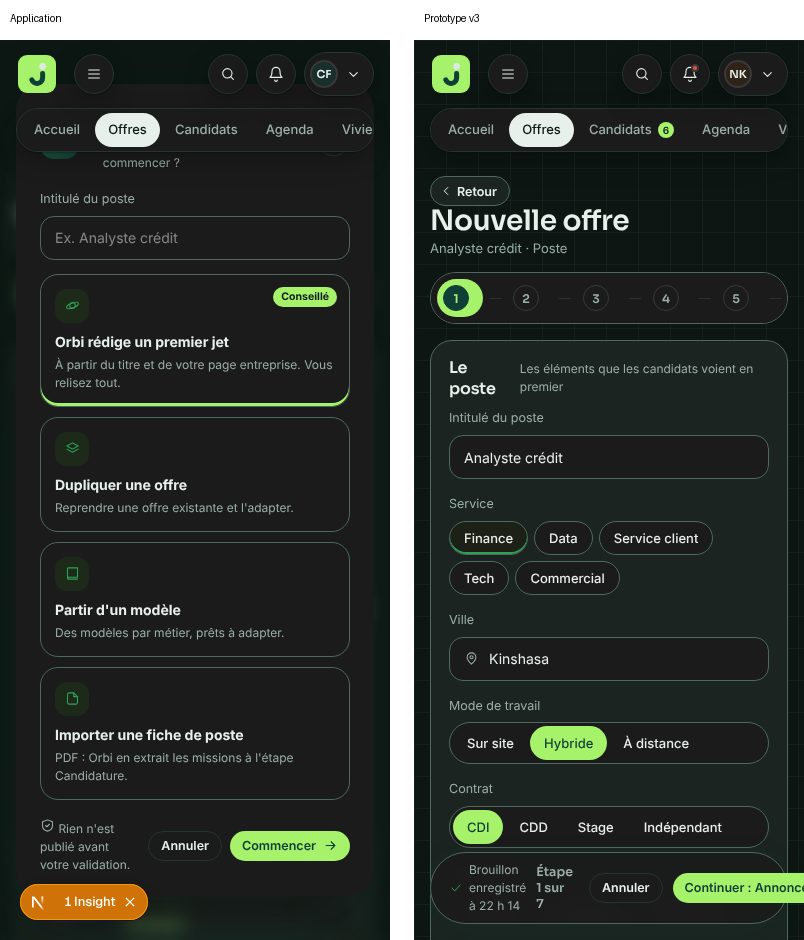 Application
CF
Accueil
Offres
Candidats
Agenda
Vivie
commencer ?
Intitulé du poste
Ex. Analyste crédit
Conseillé
Orbi rédige un premier jet
À partir du titre et de votre page entreprise. Vous
relisez tout.
Dupliquer une offre
Reprendre une offre existante et l'adapter.
Partir d'un modèle
Des modèles par métier, prêts à adapter.
Importer une fiche de poste
PDF : Orbi en extrait les missions à l'étape
Candidature.
Rien n'est
publié avant
votre validation.
Annuler
Commencer
N
1 Insight
Prototype v3
NK
Accueil
Offres
Candidats 6
Agenda
V
Retour
Nouvelle offre
Analyste crédit · Poste
1
2
3
4
5
Le
poste
Les éléments que les candidats voient en
premier
Intitulé du poste
Analyste crédit
Service
Finance
Data
Service client
Tech
Commercial
Ville
Kinshasa
Mode de travail
Sur site
Hybride
À distance
Contrat
CDI
CDD
Stage
Indépendant
Brouillon
enregistré
à 22 h 14
Étape
1 sur
7
Annuler
Continuer : Annonce